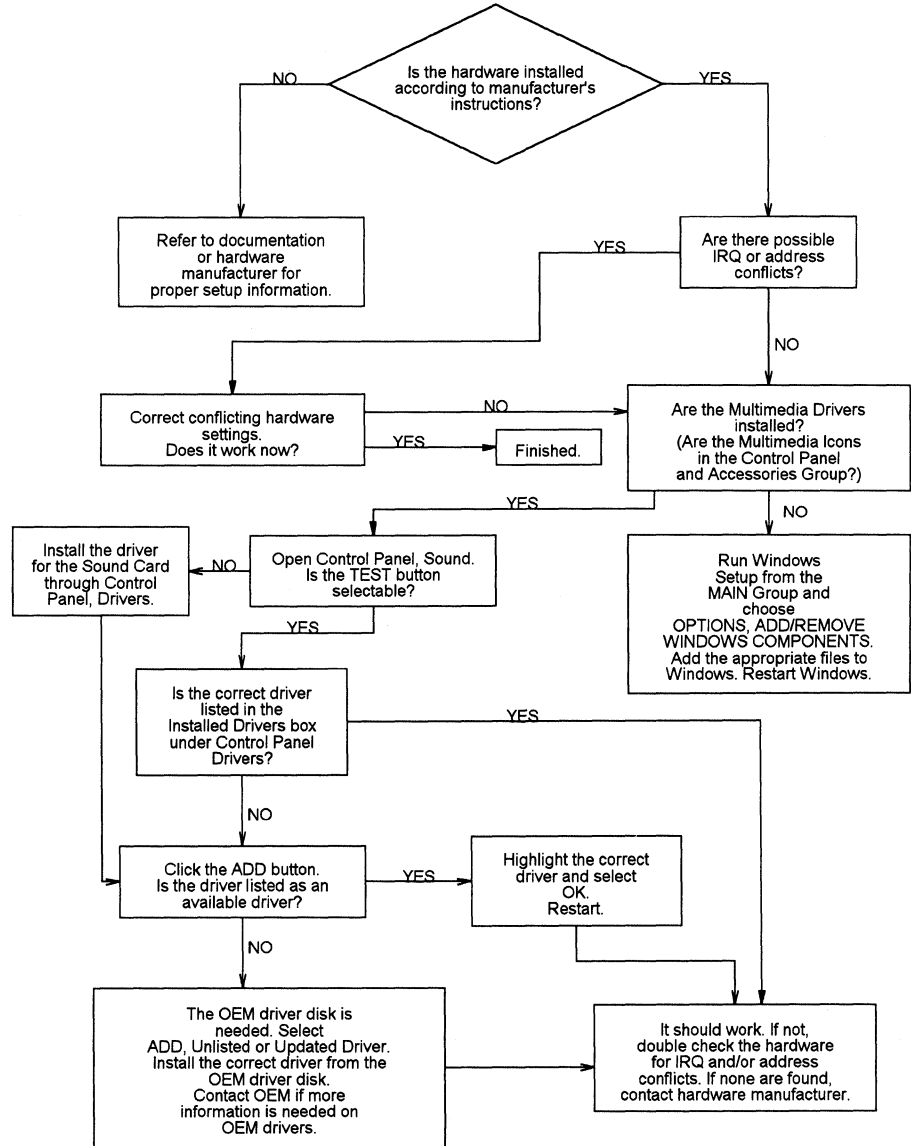 Is the hardware installed
according to manufacturer's
instructions?
NO
YES
Refer to documentation
or hardware
manufacturer for
proper setup information.
Are there possible
IRQ or address
conflicts?
YES
NO
Correct conflicting hardware
settings.
Does it work now?
NO
YES
Finished.
Are the Multimedia Drivers
installed?
(Are the Multimedia Icons
in the Control Panel
and Accessories Group?)
YES
NO
Install the driver
for the Sound Card
through Control
Panel, Drivers.
NO
Open Control Panel, Sound.
Is the TEST button
selectable?
YES
Run Windows
Setup from the
MAIN Group and
choose
OPTIONS, ADD/REMOVE
WINDOWS COMPONENTS.
Add the appropriate files to
Windows. Restart Windows.
Is the correct driver
listed in the
Installed Drivers box
under Control Panel
Drivers?
YES
NO
Click the ADD button.
Is the driver listed as an
available driver?
YES
Highlight the correct
driver and select
OK.
Restart.
NO
The OEM driver disk is
needed. Select
ADD, Unlisted or Updated Driver.
Install the correct driver from the
OEM driver disk.
Contact OEM if more
information is needed on
OEM drivers.
It should work. If not,
double check the hardware
for IRQ and/or address
conflicts. If none are found,
contact hardware manufacturer.